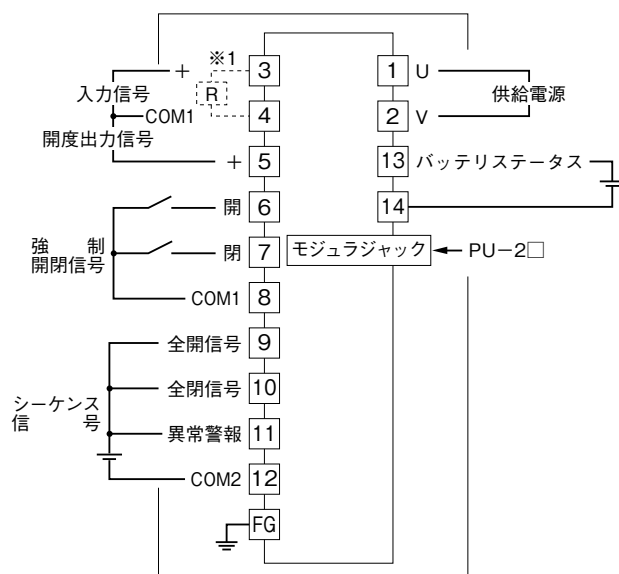 ※1
+ 3 1 U
入力信号 R 供給電源
COM1 4 2 V
開度出力信号
+ 5 13 バッテリステータス
開 6 14
強 制
開閉信号
閉 7 モジュラジャック PU−2□
COM1 8
全開信号 9
全閉信号 10
シーケンス
信 号
異常警報 11
COM2 12
FG